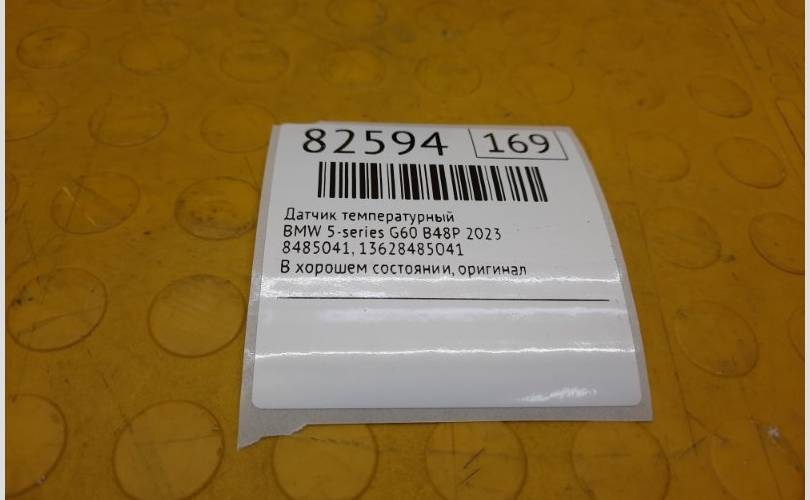 82594 169
Датчик температурный
BMW 5-series G60 B48P 2023
8485041, 13628485041
В хорошем состоянии, оригинал